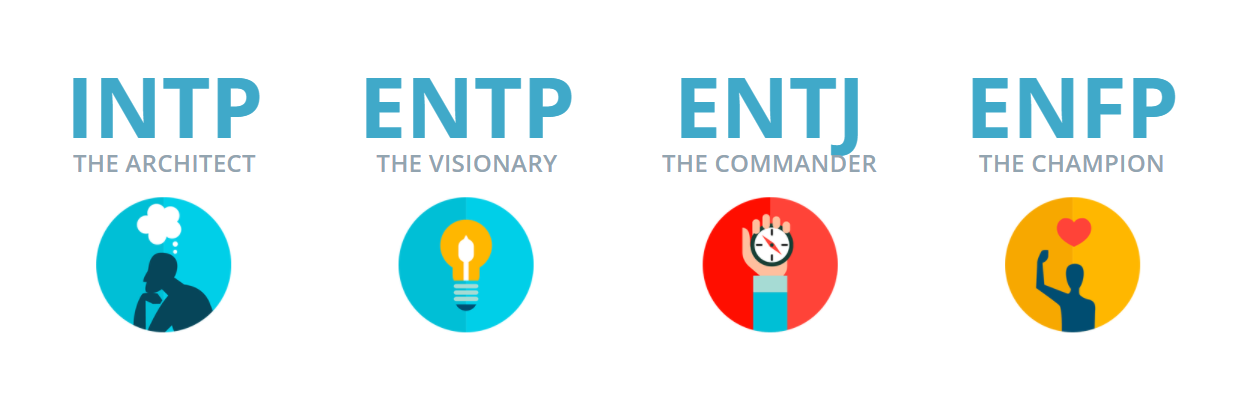 INTP
THE ARCHITECT
ENTP
THE VISIONARY
ENTJ
THE COMMANDER
ENFP
THE CHAMPION